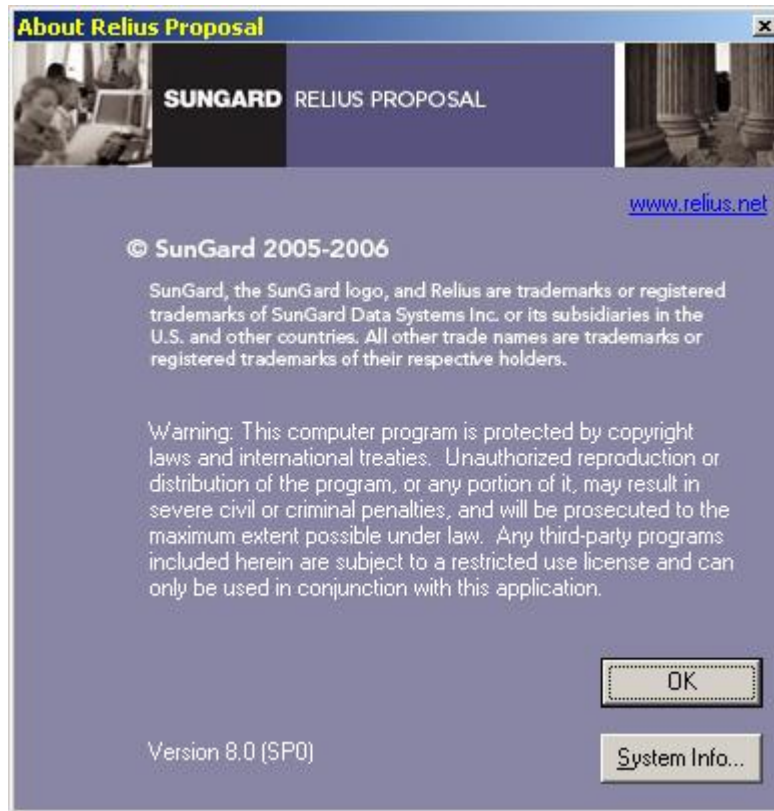 About Relius Proposal
SUNGARD RELIUS PROPOSAL
www.relius.net
© SunGard 2005-2006
SunGard, the SunGard logo, and Relius are trademarks or registered
trademarks of SunGard Data Systems Inc. or its subsidiaries in the
U.S. and other countries. All other trade names are trademarks or
registered trademarks of their respective holders.
Warning: This computer program is protected by copyright
laws and international treaties. Unauthorized reproduction or
distribution of the program, or any portion of it, may result in
severe civil or criminal penalties, and will be prosecuted to the
maximum extent possible under law. Any third-party programs
included herein are subject to a restricted use license and can
only be used in conjunction with this application.
OK
Version 8.0 (SP0)
System Info...